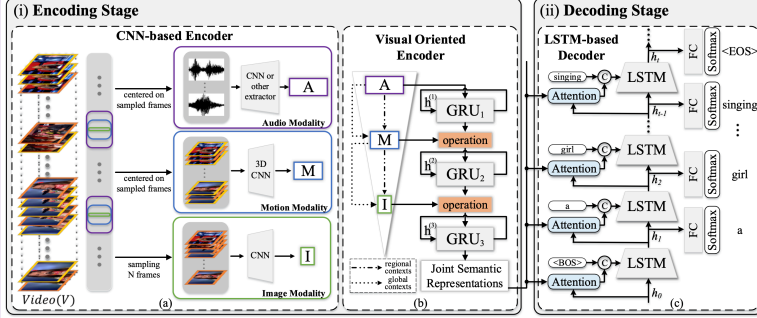 (i) Encoding Stage
CNN-based Encoder
Video(V)
centered on
sampled frames
CNN or
other
extractor
A
Audio Modality
centered on
sampled frames
3D
CNN
M
Motion Modality
sampling
N frames
CNN
I
Image Modality
(a)
Visual Oriented
Encoder
A
h(1)
GRU1
M
operation
h(2)
GRU2
I
operation
h(3)
GRU3
regional
contexts
global
contexts
Joint Semantic
Representations
(b)
(ii) Decoding Stage
LSTM-based
Decoder
ht
FC
Softmax
<EOS>
singing
C
LSTM
Attention
ht-1
FC
Softmax
singing
...
girl
C
LSTM
Attention
h2
FC
Softmax
girl
a
C
LSTM
Attention
h1
FC
Softmax
a
<BOS>
C
LSTM
Attention
h0
(c)